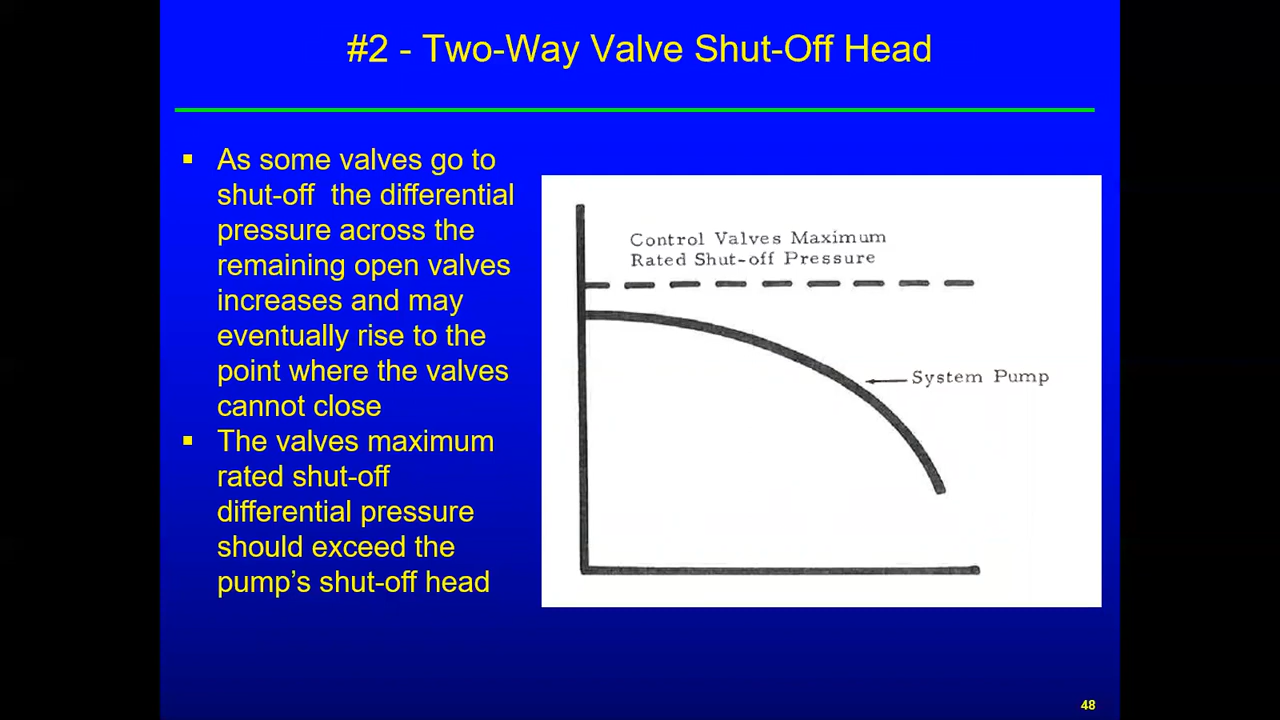 #2 - Two-Way Valve Shut-Off Head
▪ As some valves go to
shut-off  the differential
pressure across the
remaining open valves
increases and may
eventually rise to the
point where the valves
cannot close
▪ The valves maximum
rated shut-off
differential pressure
should exceed the
pump’s shut-off head
Control Valves Maximum
Rated Shut-off Pressure
System Pump
48